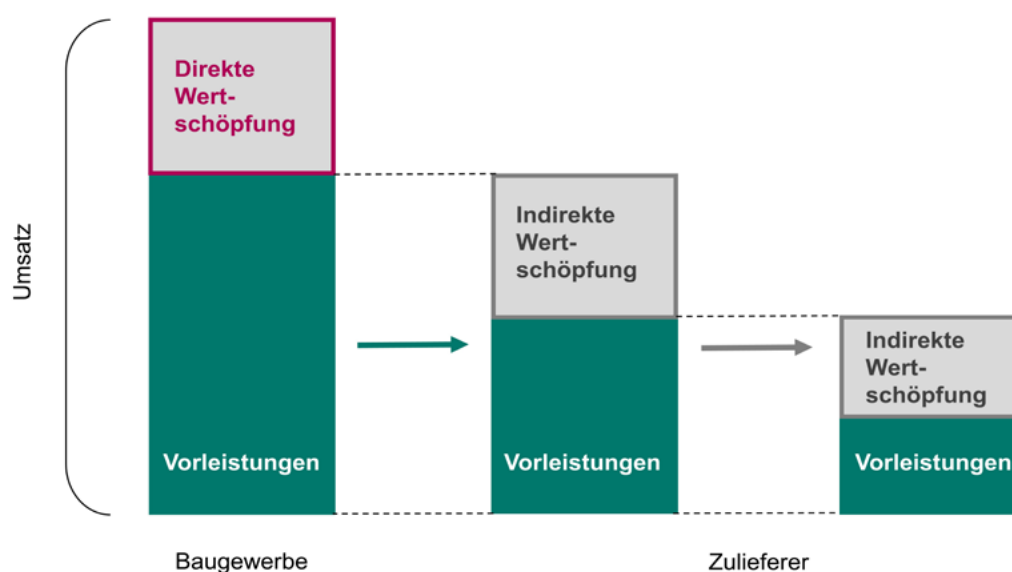 Umsatz
Direkte
Wert-
schöpfung
Vorleistungen
Indirekte
Wert-
schöpfung
Vorleistungen
Indirekte
Wert-
schöpfung
Vorleistungen
Baugewerbe
Zulieferer